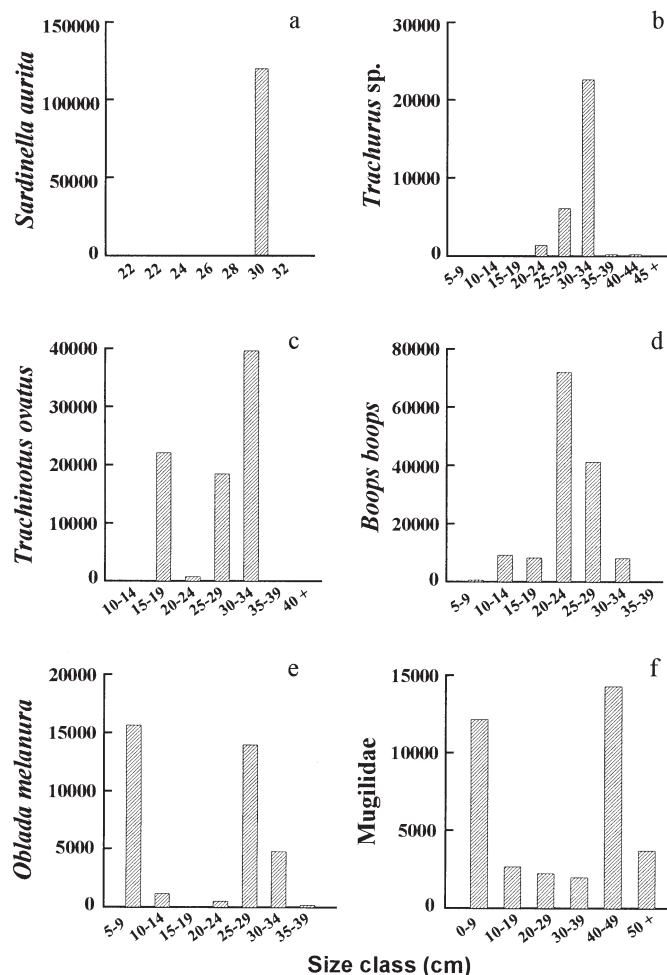 a
150000
100000
50000
0
Sardinella aurita
22 22 24 26 28 30 32
b
30000
20000
10000
0
Trachurus sp.
5-9 10-14 15-19 20-24 25-29 30-34 35-39 40-44 45 +
c
40000
30000
20000
10000
0
Trachinotus ovatus
10-14 15-19 20-24 25-29 30-34 35-39 40 +
d
80000
60000
40000
20000
0
Boops boops
5-9 10-14 15-19 20-24 25-29 30-34 35-39
e
20000
15000
10000
5000
0
Oblada melanura
5-9 10-14 15-19 20-24 25-29 30-34 35-39
f
15000
10000
5000
0
Mugilidae
0-9 10-19 20-29 30-39 40-49 50 +
Size class (cm)